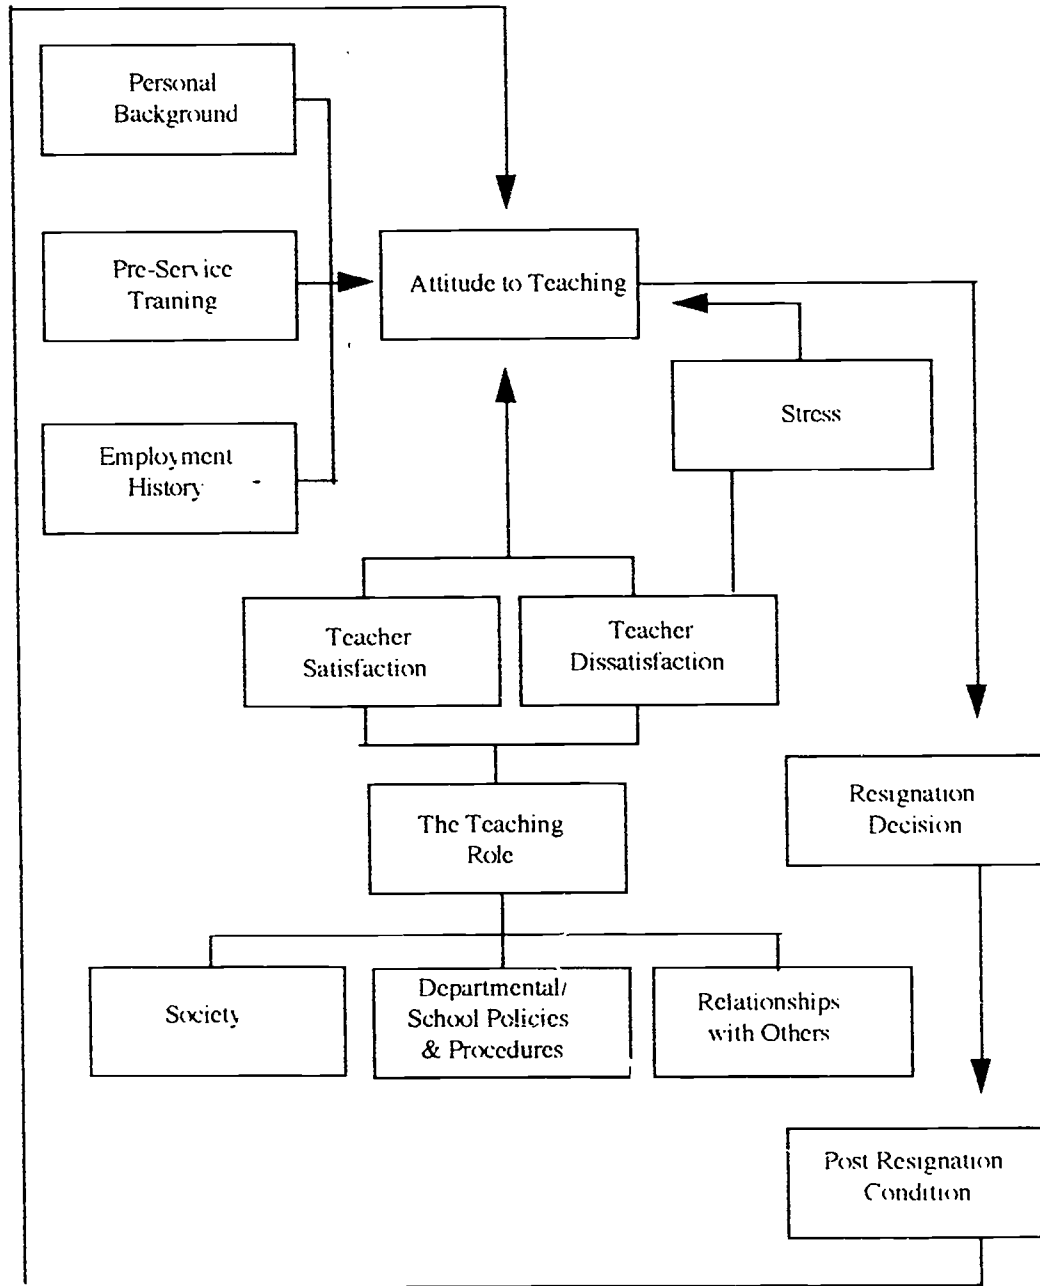 Personal
Background
Pre-Service
Training
Attitude to Teaching
Stress
Employment
History
Teacher
Satisfaction
Teacher
Dissatisfaction
The Teaching
Role
Resignation
Decision
Society
Departmental/
School Policies
& Procedures
Relationships
with Others
Post Resignation
Condition